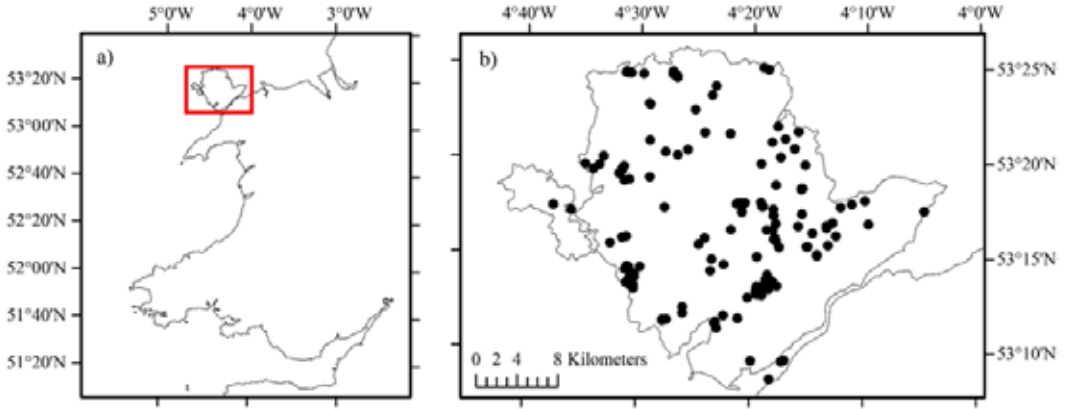 5°0'W 4°0'W 3°0'W
4°40'W 4°30'W 4°20'W 4°10'W 4°0'W
a)
b)
53°20'N
53°00'N
52°40'N
52°20'N
52°00'N
51°40'N
51°20'N
53°25'N
53°20'N
53°15'N
53°10'N
0 2 4 8 Kilometers